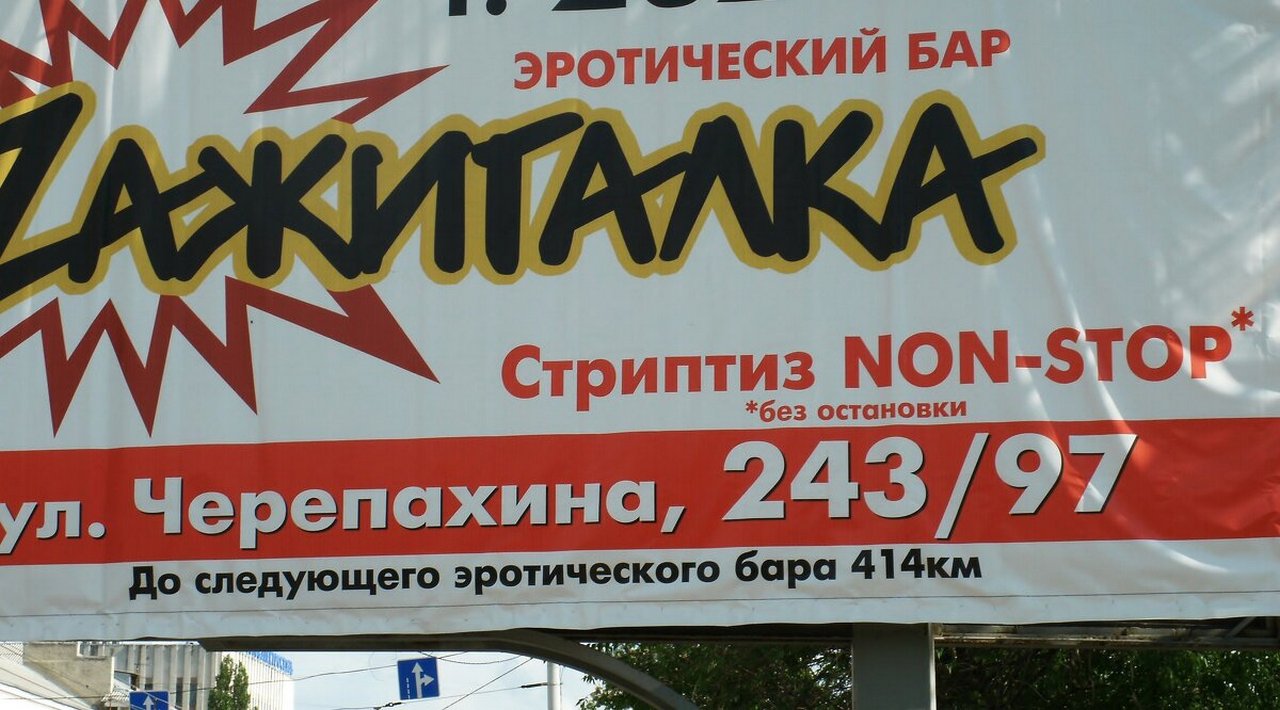 ЭРОТИЧЕСКИЙ БАР
ZАЖИГАЛКА
Стриптиз NON-STOP*
*без остановки
ул. Черепахина, 243/97
До следующего эротического бара 414км